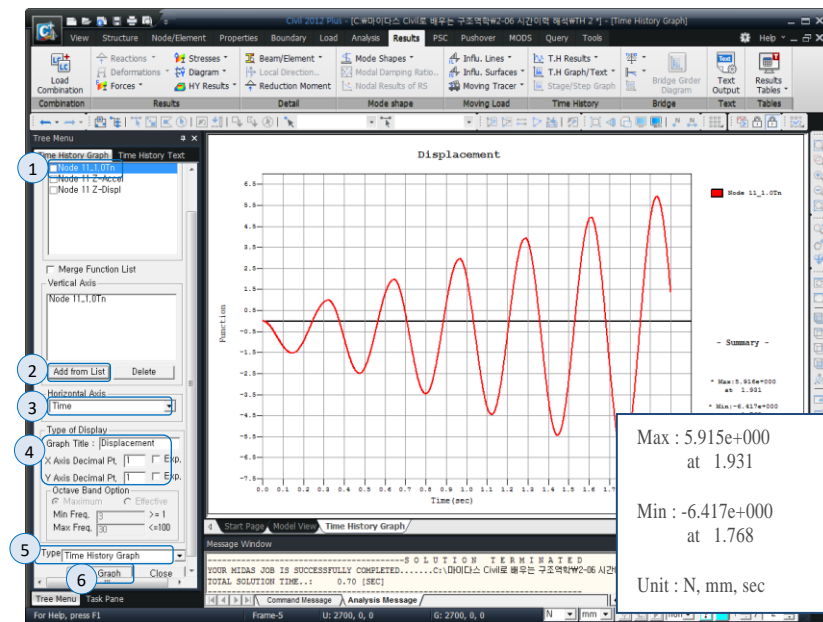 Civil 2012 Plus - [C:₩마이다스 Civil로 배우는 구조역학₩2-06 시간이력 해석₩TH 2 *] - [Time History Graph]
View Structure Node/Element Properties Boundary Load Analysis Results PSC Pushover MODS Query Tools Help
Load Combination
Reactions
Deformations
Forces
Stresses
Diagram
HY Results
Beam/Element
Local Direction...
Reduction Moment
Mode Shapes
Modal Damping Ratio...
Nodal Results of RS
Influ. Lines
Influ. Surfaces
Moving Tracer
T.H Results
T.H Graph/Text
Stage/Step Graph
Bridge Girder Diagram
Text Output
Results Tables
Combination Results Detail Mode shape Moving Load Time History Bridge Text Tables
Tree Menu
Time History Graph Time History Text
1
Node 11_1.0Tn
Node 11 Z-Accel
Node 11 Z-Displ
Merge Function List
Vertical Axis
Node 11_1.0Tn
2
Add from List Delete
Horizontal Axis
3
Time
Type of Display
4
Graph Title : Displacement
X Axis Decimal Pt. 1 Exp.
Y Axis Decimal Pt. 1 Exp.
Octave Band Option
Maximum Effective
Min Freq. 3 >= 1
Max Freq. 30 <=100
5
Type Time History Graph
6
Graph Close
Tree Menu Task Pane
Displacement
6.5
5.5
4.5
3.5
2.5
1.5
0.5
-0.5
-1.5
-2.5
-3.5
-4.5
-5.5
-6.5
-7.5
Function
0.0 0.1 0.2 0.3 0.4 0.5 0.6 0.7 0.8 0.9 1.0 1.1 1.2 1.3 1.4 1.5 1.6 1.7
Time(sec)
Node 11_1.0Tn
- Summary -
* Max:5.916e+000
at 1.931
* Min:-6.417e+000
Max : 5.915e+000
at 1.931
Min : -6.417e+000
at 1.768
Unit : N, mm, sec
Start Page Model View Time History Graph
Message Window
SOLUTION TERMINATED
YOUR MIDAS JOB IS SUCCESSFULLY COMPLETED.......C:\마이다스 Civil로 배우는 구조역학₩2-06 시간
TOTAL SOLUTION TIME..: 0.70 [SEC]
Command Message Analysis Message
For Help, press F1 Frame-5 U: 2700, 0, 0 G: 2700, 0, 0 N mm